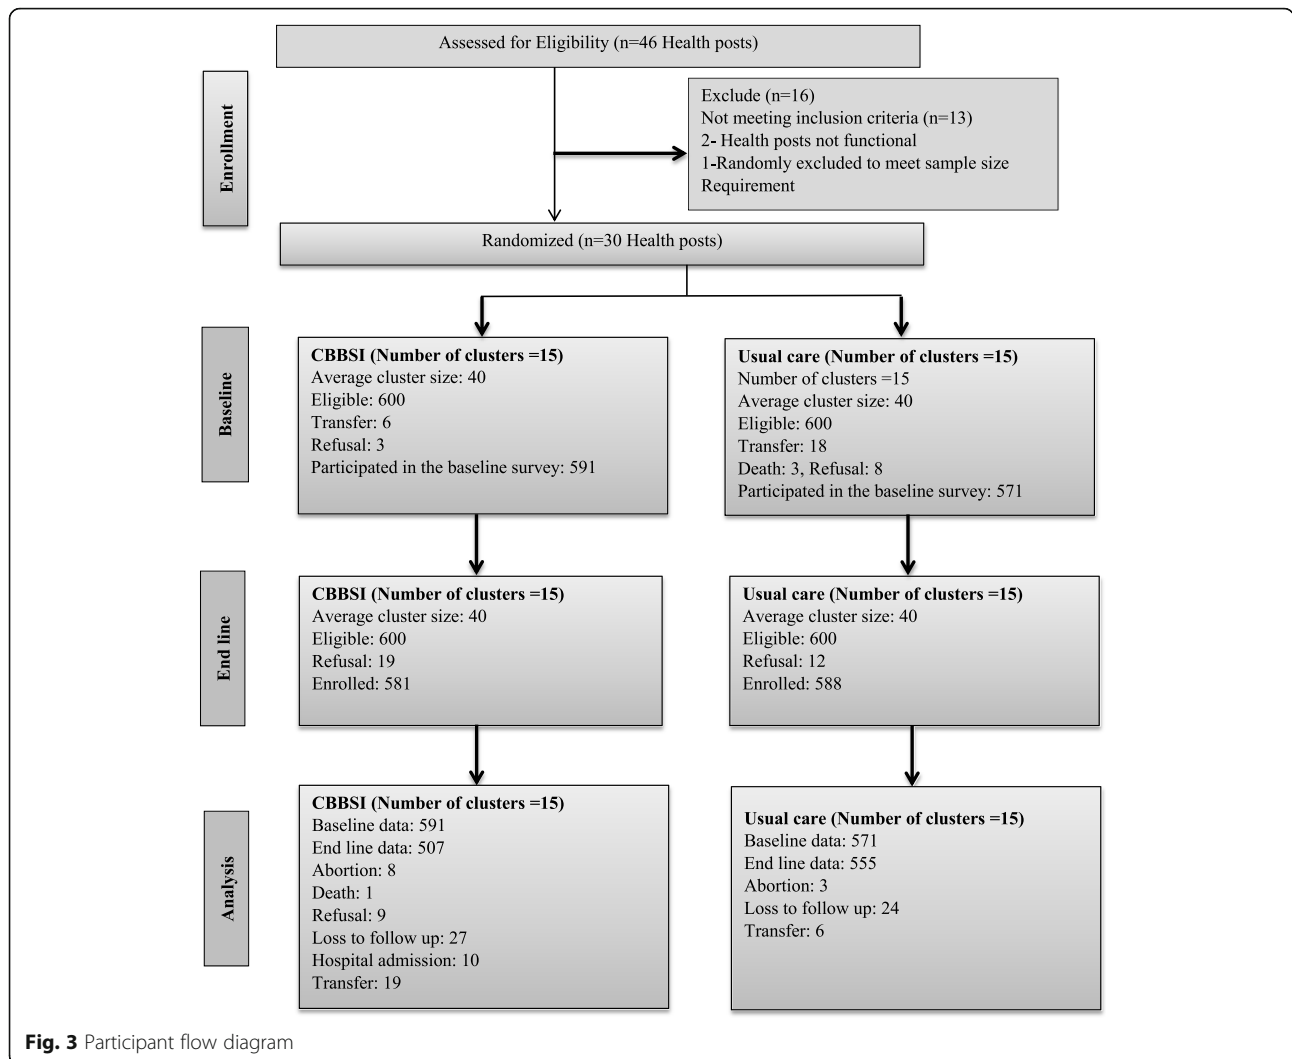 Assessed for Eligibility (n=46 Health posts)
Enrollment
Exclude (n=16)
Not meeting inclusion criteria (n=13)
2- Health posts not functional
1-Randomly excluded to meet sample size
Requirement
Randomized (n=30 Health posts)
Baseline
CBBSI (Number of clusters =15)
Average cluster size: 40
Eligible: 600
Transfer: 6
Refusal: 3
Participated in the baseline survey: 591
Usual care (Number of clusters =15)
Number of clusters =15
Average cluster size: 40
Eligible: 600
Transfer: 18
Death: 3, Refusal: 8
Participated in the baseline survey: 571
End line
CBBSI (Number of clusters =15)
Average cluster size: 40
Eligible: 600
Refusal: 19
Enrolled: 581
Usual care (Number of clusters =15)
Average cluster size: 40
Eligible: 600
Refusal: 12
Enrolled: 588
Analysis
CBBSI (Number of clusters =15)
Baseline data: 591
End line data: 507
Abortion: 8
Death: 1
Refusal: 9
Loss to follow up: 27
Hospital admission: 10
Transfer: 19
Usual care (Number of clusters =15)
Baseline data: 571
End line data: 555
Abortion: 3
Loss to follow up: 24
Transfer: 6
Fig. 3 Participant flow diagram